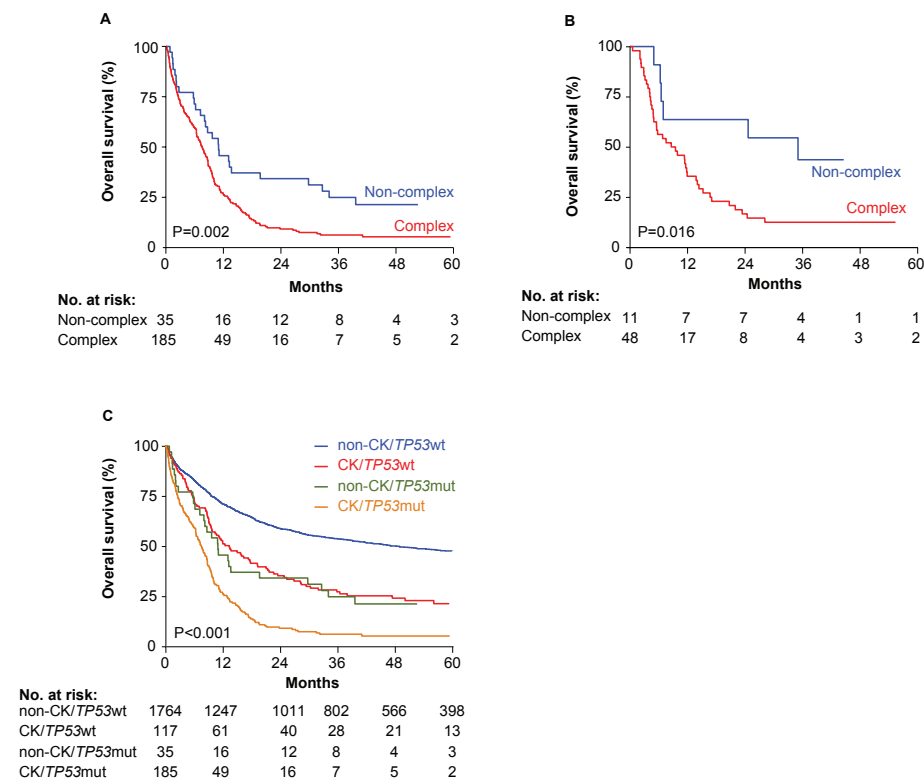 A
Overall survival (%)
100
75
50
25
0
Non-complex
Complex
P=0.002
0 12 24 36 48 60
Months
No. at risk:
Non-complex 35 16 12 8 4 3
Complex 185 49 16 7 5 2
B
Overall survival (%)
100
75
50
25
0
Non-complex
Complex
P=0.016
0 12 24 36 48 60
Months
No. at risk:
Non-complex 11 7 7 4 1 1
Complex 48 17 8 4 3 2
C
Overall survival (%)
100
75
50
25
0
non-CK/TP53wt
CK/TP53wt
non-CK/TP53mut
CK/TP53mut
P<0.001
0 12 24 36 48 60
Months
No. at risk:
non-CK/TP53wt 1764 1247 1011 802 566 398
CK/TP53wt 117 61 40 28 21 13
non-CK/TP53mut 35 16 12 8 4 3
CK/TP53mut 185 49 16 7 5 2